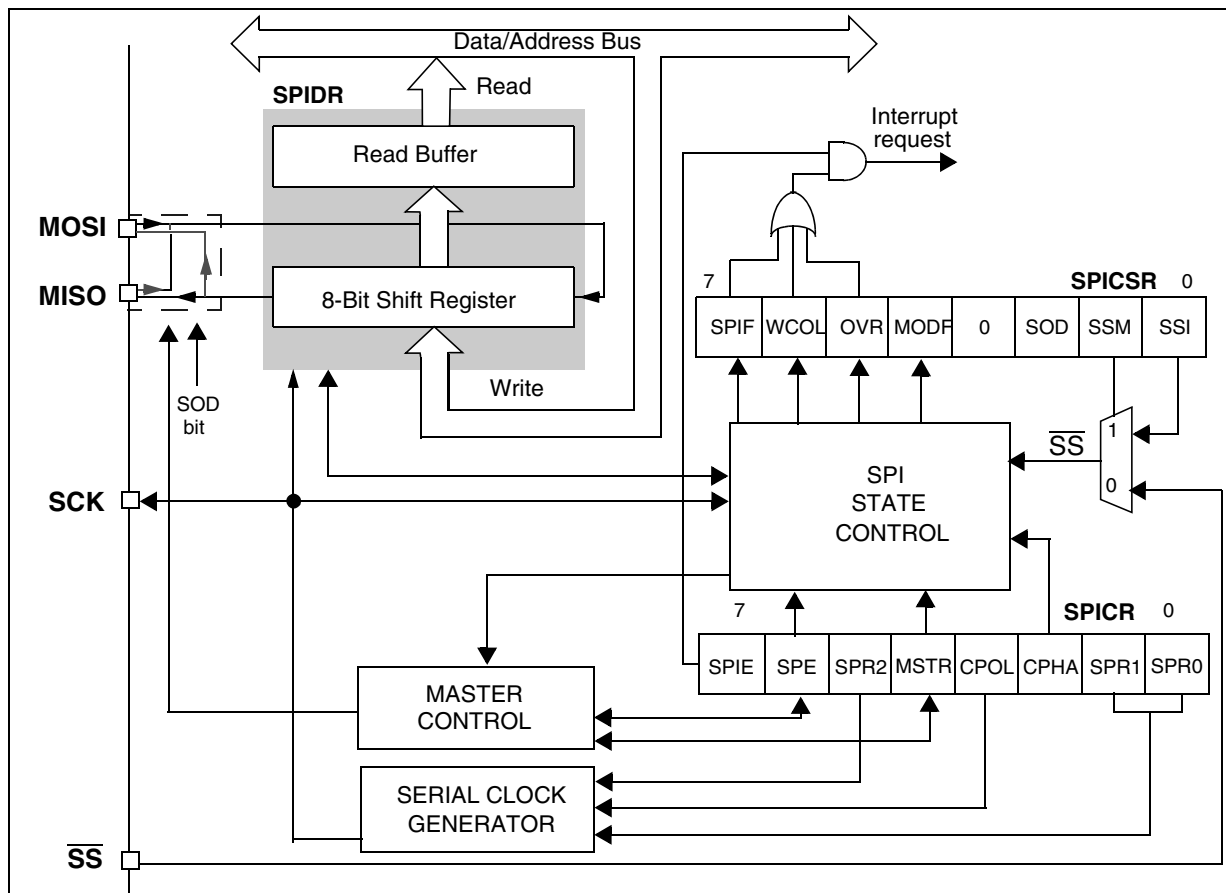 Data/Address Bus
SPIDR
Read
Read Buffer
Interrupt
request
MOSI
MISO
8-Bit Shift Register
7 SPICSR 0
SPIF WCOL OVR MODF 0 SOD SSM SSI
Write
SOD
bit
1
SS
0
SCK
SPI
STATE
CONTROL
7 SPICR 0
SPIE SPE SPR2 MSTR CPOL CPHA SPR1 SPR0
MASTER
CONTROL
SERIAL CLOCK
GENERATOR
SS